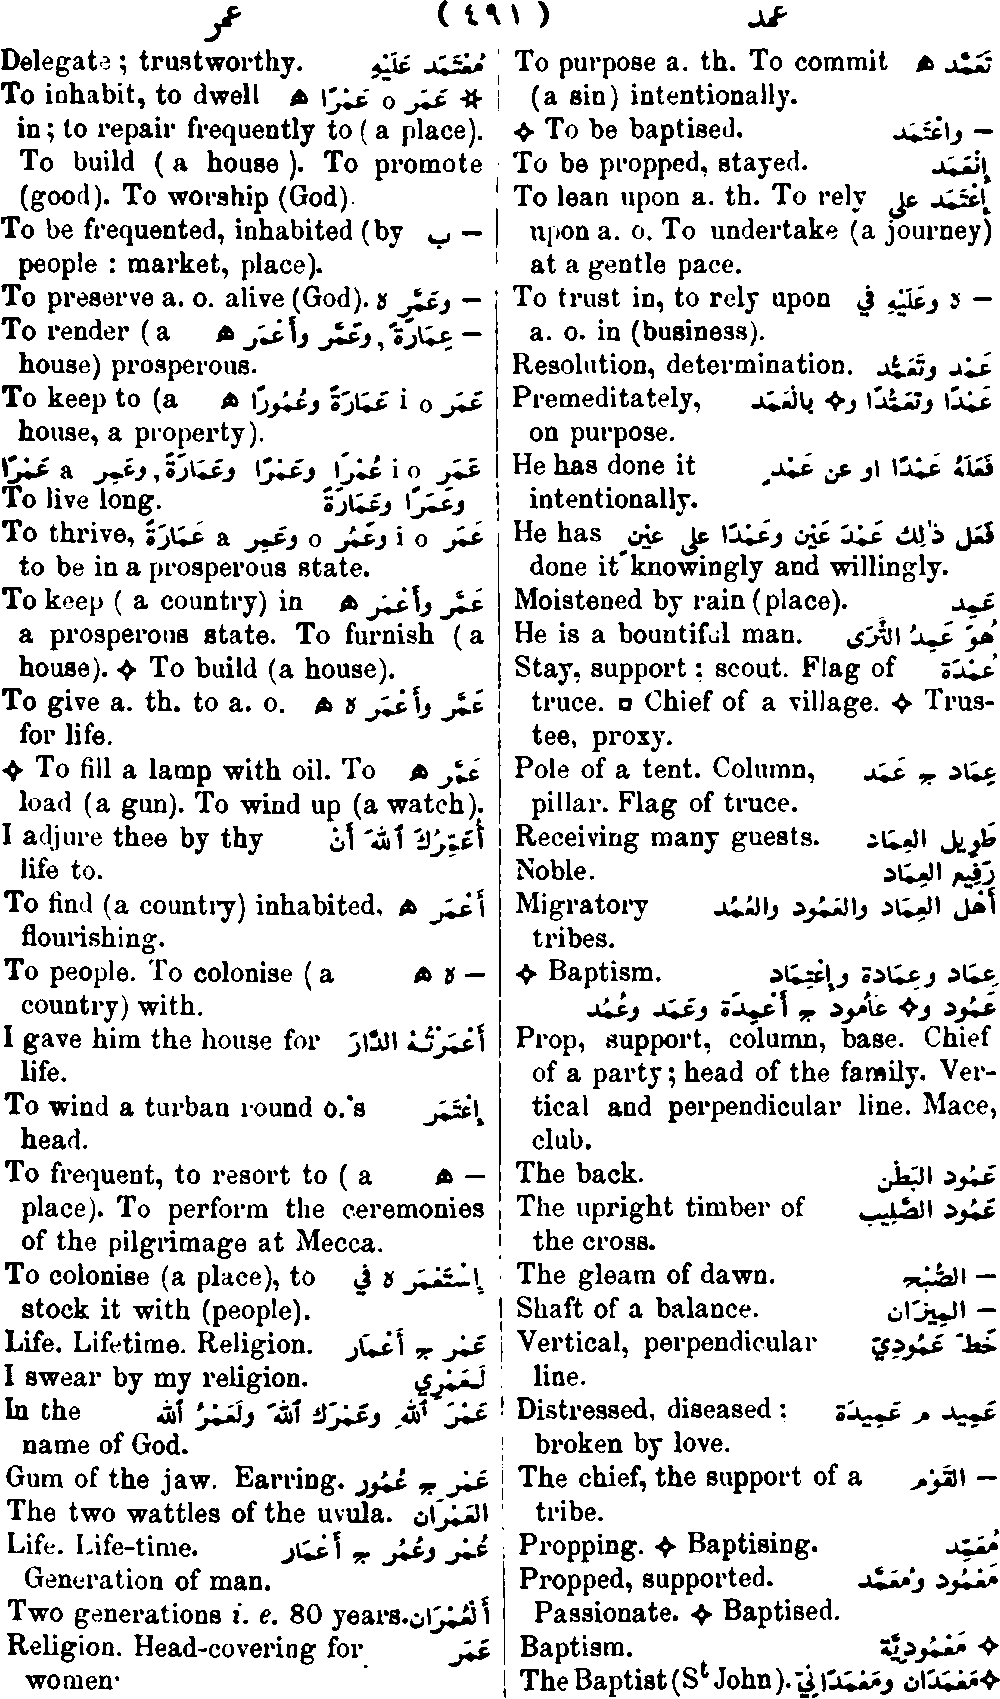 عمر ( ٤٩١ ) عمد
To purpose a. th. To commit تَعَمَّد ه
(a sin) intentionally.
✧ To be baptised. — واعْتَمَد
To be propped, stayed. إِنْعَمَد
To lean upon a. th. To rely إِعْتَمَد على
upon a. o. To undertake (a journey)
at a gentle pace.
To trust in, to rely upon — ه وعَلَيْهِ في
a. o. in (business).
Resolution, determination. عَمْد وتَعَمُّد
Premeditately, عَمْدًا وتَعَمُّدًا و✧ بِالْعَمَد
on purpose.
He has done it فَعَلَهُ عَمْدًا او عن عَمْدٍ
intentionally.
He has فَعَل ذٰلِك عَمْدَ عَيْن وعَمْدًا على عَيْنٍ
done it knowingly and willingly.
Moistened by rain (place). عَمِد
He is a bountiful man. هُوَ عَمِدُ الثَّرَى
Stay, support : scout. Flag of عُمْدَة
truce. ▫ Chief of a village. ✧ Trus-
tee, proxy.
Pole of a tent. Column, عِمَاد ج عَمَد
pillar. Flag of truce.
Receiving many guests. طَوِيل العِمَاد
Noble. رَفِيع العِمَاد
Migratory أَهْل العِمَاد والعَمُود والعُمُد
tribes.
✧ Baptism. عِمَاد وعِمَادة وإِعْتِمَاد
عَمُود و✧ عَامُود ج أَعْمِدَة وعَمَد وعُمُد
Prop, support, column, base. Chief
of a party ; head of the family. Ver-
tical and perpendicular line. Mace,
club.
The back. عَمُود البَطْن
The upright timber of عَمُود الصَّلِيب
the cross.
The gleam of dawn. — الصُّبْح
Shaft of a balance. — المِيزَان
Vertical, perpendicular خَطّ عَمُودِيّ
line.
Distressed, diseased : عَمِيد م عَمِيدَة
broken by love.
The chief, the support of a — القَوْم
tribe.
Propping. ✧ Baptising. مُعَمِّد
Propped, supported. مَعْمُود ومُعَمَّد
Passionate. ✧ Baptised.
Baptism. ✧ مَعْمُودِيَّة
The Baptist (St John). ✧ مَعْمَدَان ومَعْمَدَانِيّ
Delegate ; trustworthy. مُعْتَمَد عَلَيْهِ
To inhabit, to dwell ✲ عَمَر o عَمْرًا ه
in ; to repair frequently to ( a place).
To build ( a house ). To promote
(good). To worship (God).
To be frequented, inhabited (by — ب
people : market, place).
To preserve a. o. alive (God). — وعَمَّر ه
To render ( a — عِمَارَةً, وعَمَّر وأَعْمَر ه
house) prosperous.
To keep to (a عَمَر i o عَمَارَةً وعُمُورًا ه
house, a property).
عَمَر i o عُمْرًا وعَمْرًا وعَمَارَةً, وعَمِر a عَمْرًا
To live long. وعَمَرًا وعَمَارَةً
To thrive, عَمَر i o وعَمُر o وعَمِر a عَمَارَةً
to be in a prosperous state.
To keep ( a country) in عَمَّر وأَعْمَر ه
a prosperous state. To furnish ( a
house). ✧ To build (a house).
To give a. th. to a. o. عَمَّر وأَعْمَر ه ه
for life.
✧ To fill a lamp with oil. To عَمَّر ه
load (a gun). To wind up (a watch).
I adjure thee by thy أُعَمِّرُكَ ٱللّٰهَ أَنْ
life to.
To find (a country) inhabited, أَعْمَر ه
flourishing.
To people. To colonise ( a — ه ه
country) with.
I gave him the house for أَعْمَرْتُهُ الدَّارَ
life.
To wind a turban round o.'s إِعْتَمَر
head.
To frequent, to resort to ( a — ه
place). To perform the ceremonies
of the pilgrimage at Mecca.
To colonise (a place), to إِسْتَعْمَر ه في
stock it with (people).
Life. Lifetime. Religion. عَمْر ج أَعْمَار
I swear by my religion. لَعَمْرِي
In the عَمْرَ ٱللّٰهِ وعَمْرَكَ ٱللّٰهَ ولَعَمْرُ ٱللّٰه
name of God.
Gum of the jaw. Earring. عَمْر ج عُمُور
The two wattles of the uvula. العَمْرَان
Life. Life-time. عُمْر وعُمُر ج أَعْمَار
Generation of man.
Two generations i. e. 80 years. أَلْعُمْرَان
Religion. Head-covering for عَمَر
women.